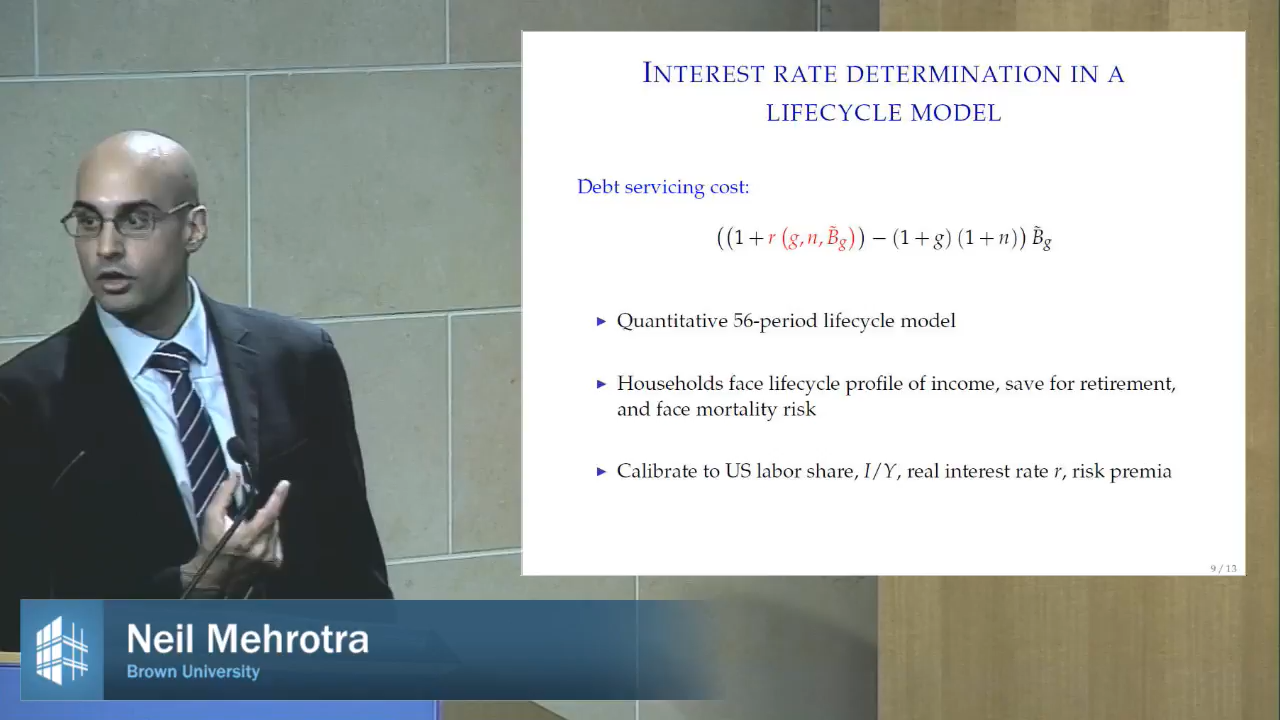 INTEREST RATE DETERMINATION IN A
LIFECYCLE MODEL
Debt servicing cost:
((1 + r (g, n, B̃g)) − (1 + g) (1 + n)) B̃g
▶ Quantitative 56-period lifecycle model
▶ Households face lifecycle profile of income, save for retirement,
and face mortality risk
▶ Calibrate to US labor share, I/Y, real interest rate r, risk premia
9 / 13
Neil Mehrotra
Brown University